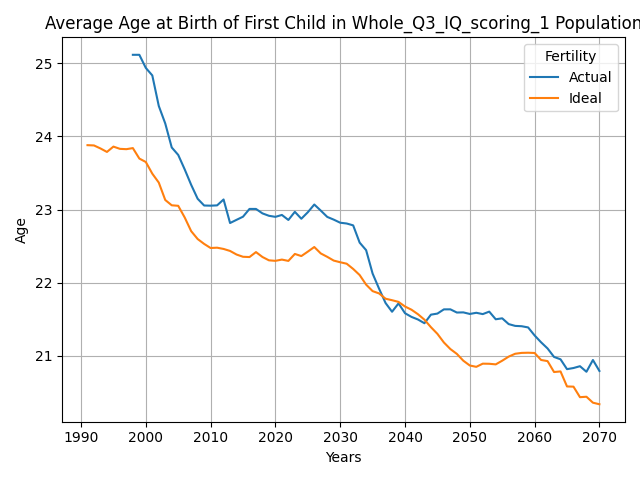 Average Age at Birth of First Child in Whole_Q3_IQ_scoring_1 Population
Fertility
Actual
Ideal
Age
25
24
23
22
21
1990
2000
2010
2020
2030
2040
2050
2060
2070
Years